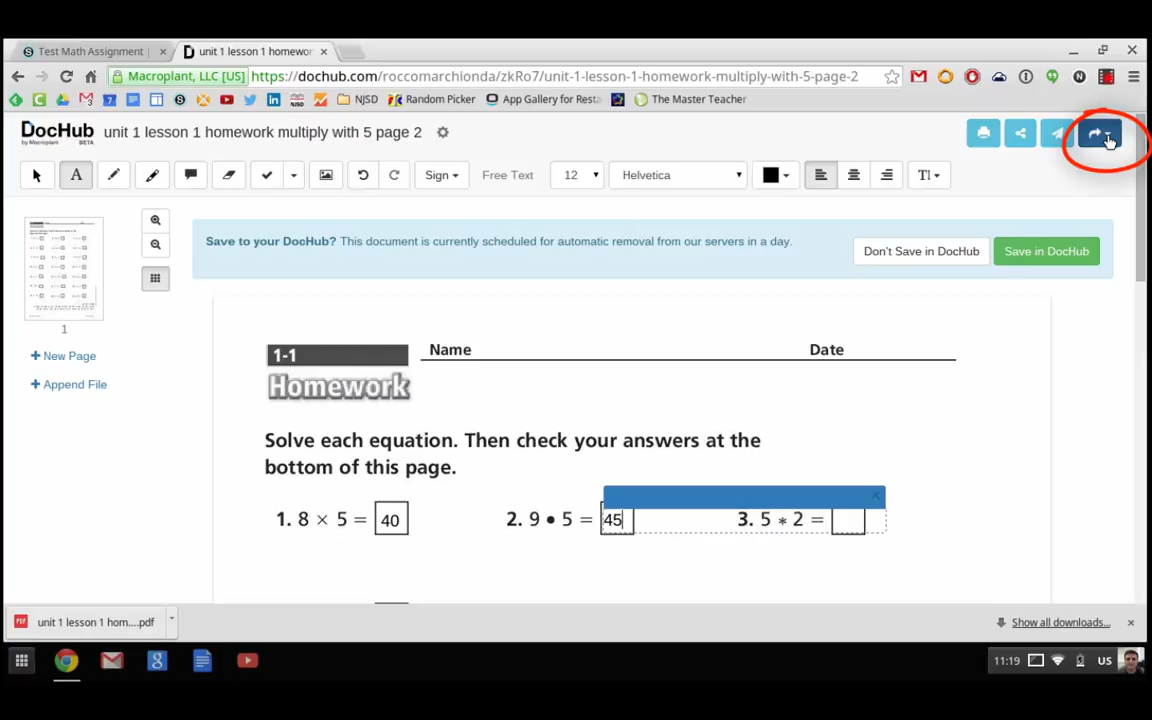 Test Math Assignment
unit 1 lesson 1 homewor
Macroplant, LLC [US] https://dochub.com/roccomarchionda/zkRo7/unit-1-lesson-1-homework-multiply-with-5-page-2
NJSD Random Picker App Gallery for Resta The Master Teacher
DocHub
by Macroplant BETA
unit 1 lesson 1 homework multiply with 5 page 2
A Sign Free Text 12 Helvetica T
Save to your DocHub? This document is currently scheduled for automatic removal from our servers in a day.
Don't Save in DocHub Save in DocHub
1
New Page
Append File
1-1 Name Date
Homework
Solve each equation. Then check your answers at the
bottom of this page.
1. 8 × 5 = 40 2. 9 • 5 = 45 3. 5 * 2 =
unit 1 lesson 1 hom....pdf
Show all downloads...
11:19 US